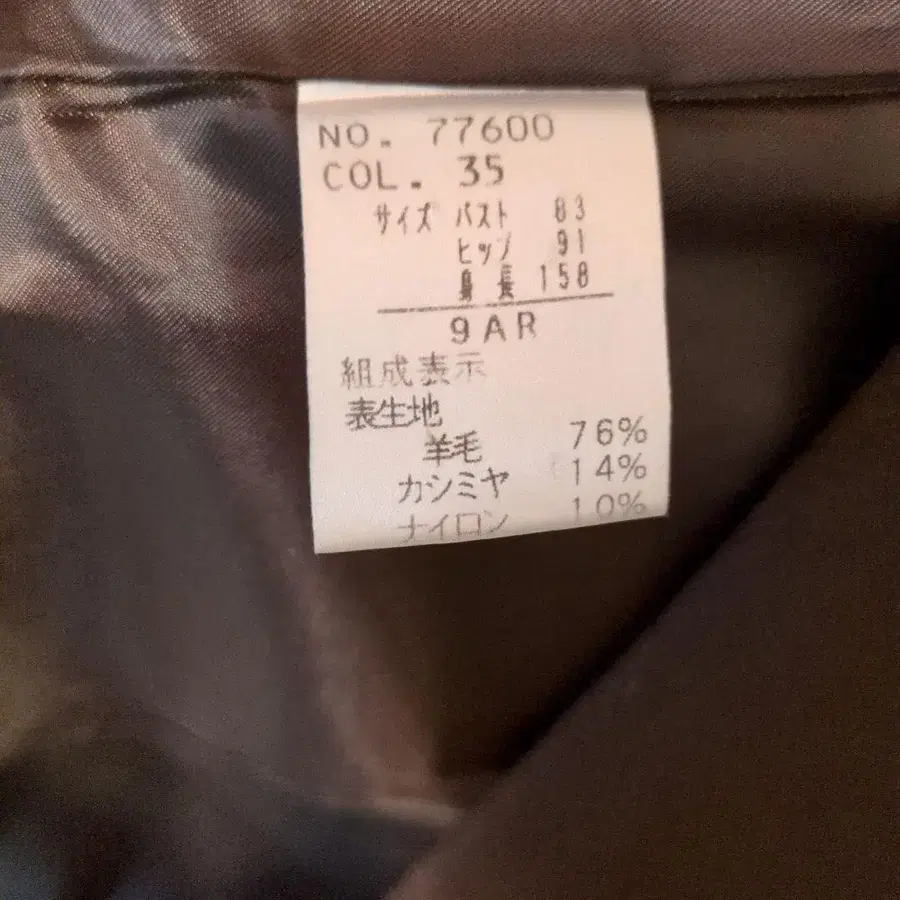 NO. 77600
COL. 35
サイズ バスト 83
ヒップ 91
身長 158
9AR
組成表示
表生地
羊毛 76%
カシミヤ 14%
ナイロン 10%